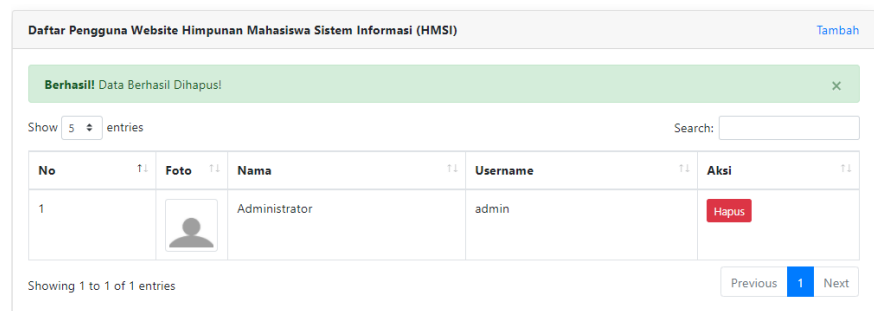 Daftar Pengguna Website Himpunan Mahasiswa Sistem Informasi (HMSI) Tambah
Berhasil! Data Berhasil Dihapus! ×
Show 5 entries Search:
No Foto Nama Username Aksi
1 Administrator admin Hapus
Showing 1 to 1 of 1 entries Previous 1 Next